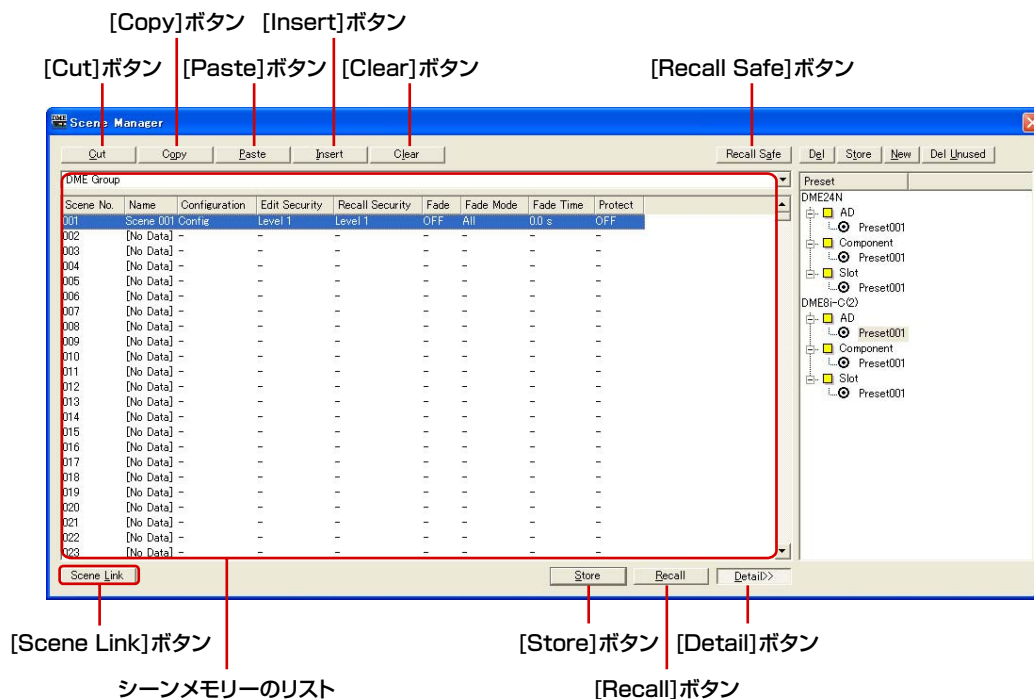 [Copy]ボタン [Insert]ボタン
[Cut]ボタン [Paste]ボタン [Clear]ボタン [Recall Safe]ボタン
Scene Manager
Cut Copy Paste Insert Clear Recall Safe Del Store New Del Unused
DME Group
Preset
Scene No. Name Configuration Edit Security Recall Security Fade Fade Mode Fade Time Protect
001 Scene 001 Config Level 1 Level 1 OFF All 0.0 s OFF
002 [No Data] - - - - - - -
003 [No Data] - - - - - - -
004 [No Data] - - - - - - -
005 [No Data] - - - - - - -
006 [No Data] - - - - - - -
007 [No Data] - - - - - - -
008 [No Data] - - - - - - -
009 [No Data] - - - - - - -
010 [No Data] - - - - - - -
011 [No Data] - - - - - - -
012 [No Data] - - - - - - -
013 [No Data] - - - - - - -
014 [No Data] - - - - - - -
015 [No Data] - - - - - - -
016 [No Data] - - - - - - -
017 [No Data] - - - - - - -
018 [No Data] - - - - - - -
019 [No Data] - - - - - - -
020 [No Data] - - - - - - -
021 [No Data] - - - - - - -
022 [No Data] - - - - - - -
023 [No Data] - - - - - - -
DME24N
AD
Preset001
Component
Preset001
Slot
Preset001
DME8i-C(2)
AD
Preset001
Component
Preset001
Slot
Preset001
Scene Link Store Recall Detail>>
[Scene Link]ボタン [Store]ボタン [Detail]ボタン
シーンメモリーのリスト [Recall]ボタン